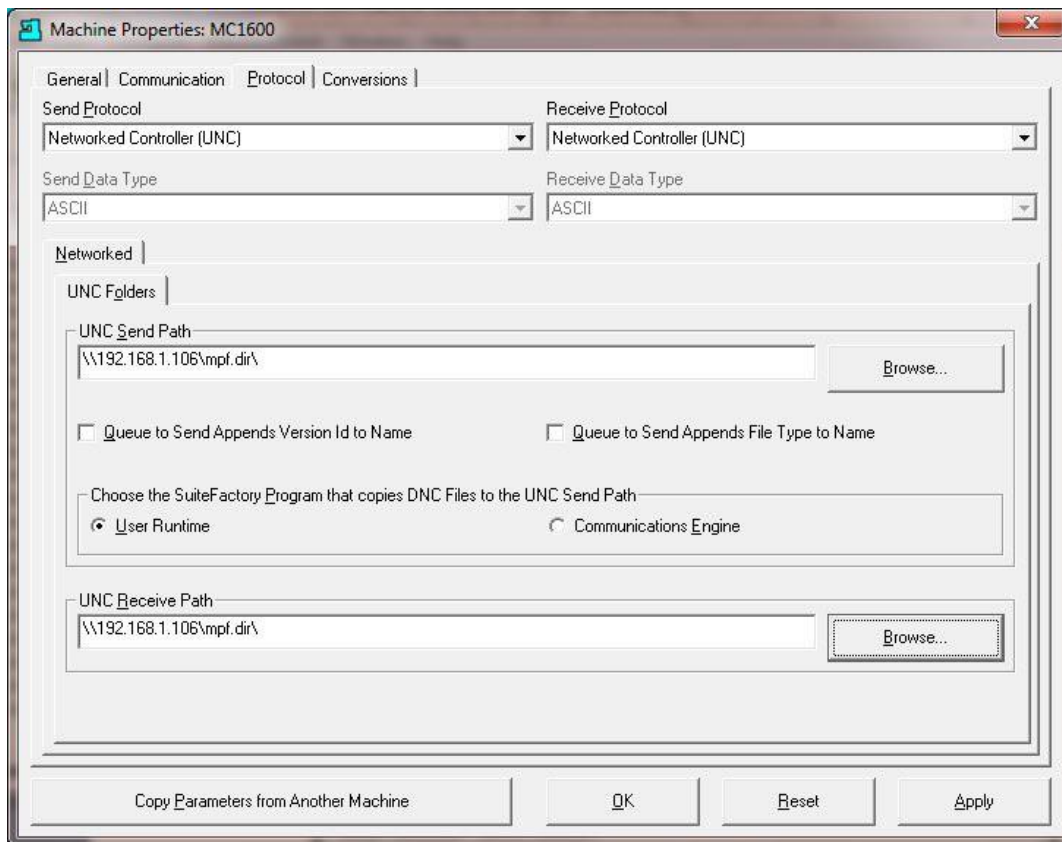 Machine Properties: MC1600
General Communication Protocol Conversions
Send Protocol Receive Protocol
Networked Controller (UNC) Networked Controller (UNC)
Send Data Type Receive Data Type
ASCII ASCII
Networked
UNC Folders
UNC Send Path
\\192.168.1.106\mpf.dir\ Browse...
Queue to Send Appends Version Id to Name Queue to Send Appends File Type to Name
Choose the SuiteFactory Program that copies DNC Files to the UNC Send Path
User Runtime Communications Engine
UNC Receive Path
\\192.168.1.106\mpf.dir\ Browse...
Copy Parameters from Another Machine OK Reset Apply